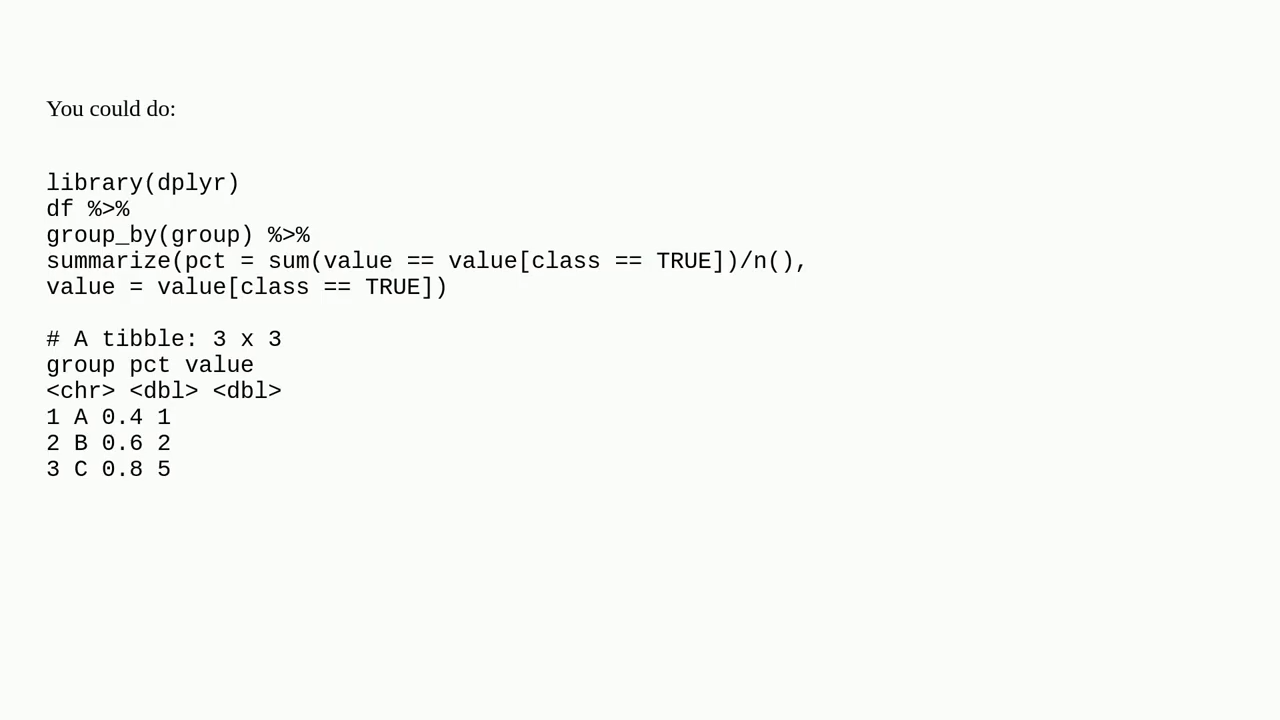 You could do:
library(dplyr)
df %>%
group_by(group) %>%
summarize(pct = sum(value == value[class == TRUE])/n(),
value = value[class == TRUE])
# A tibble: 3 x 3
group pct value
<chr> <dbl> <dbl>
1 A 0.4 1
2 B 0.6 2
3 C 0.8 5